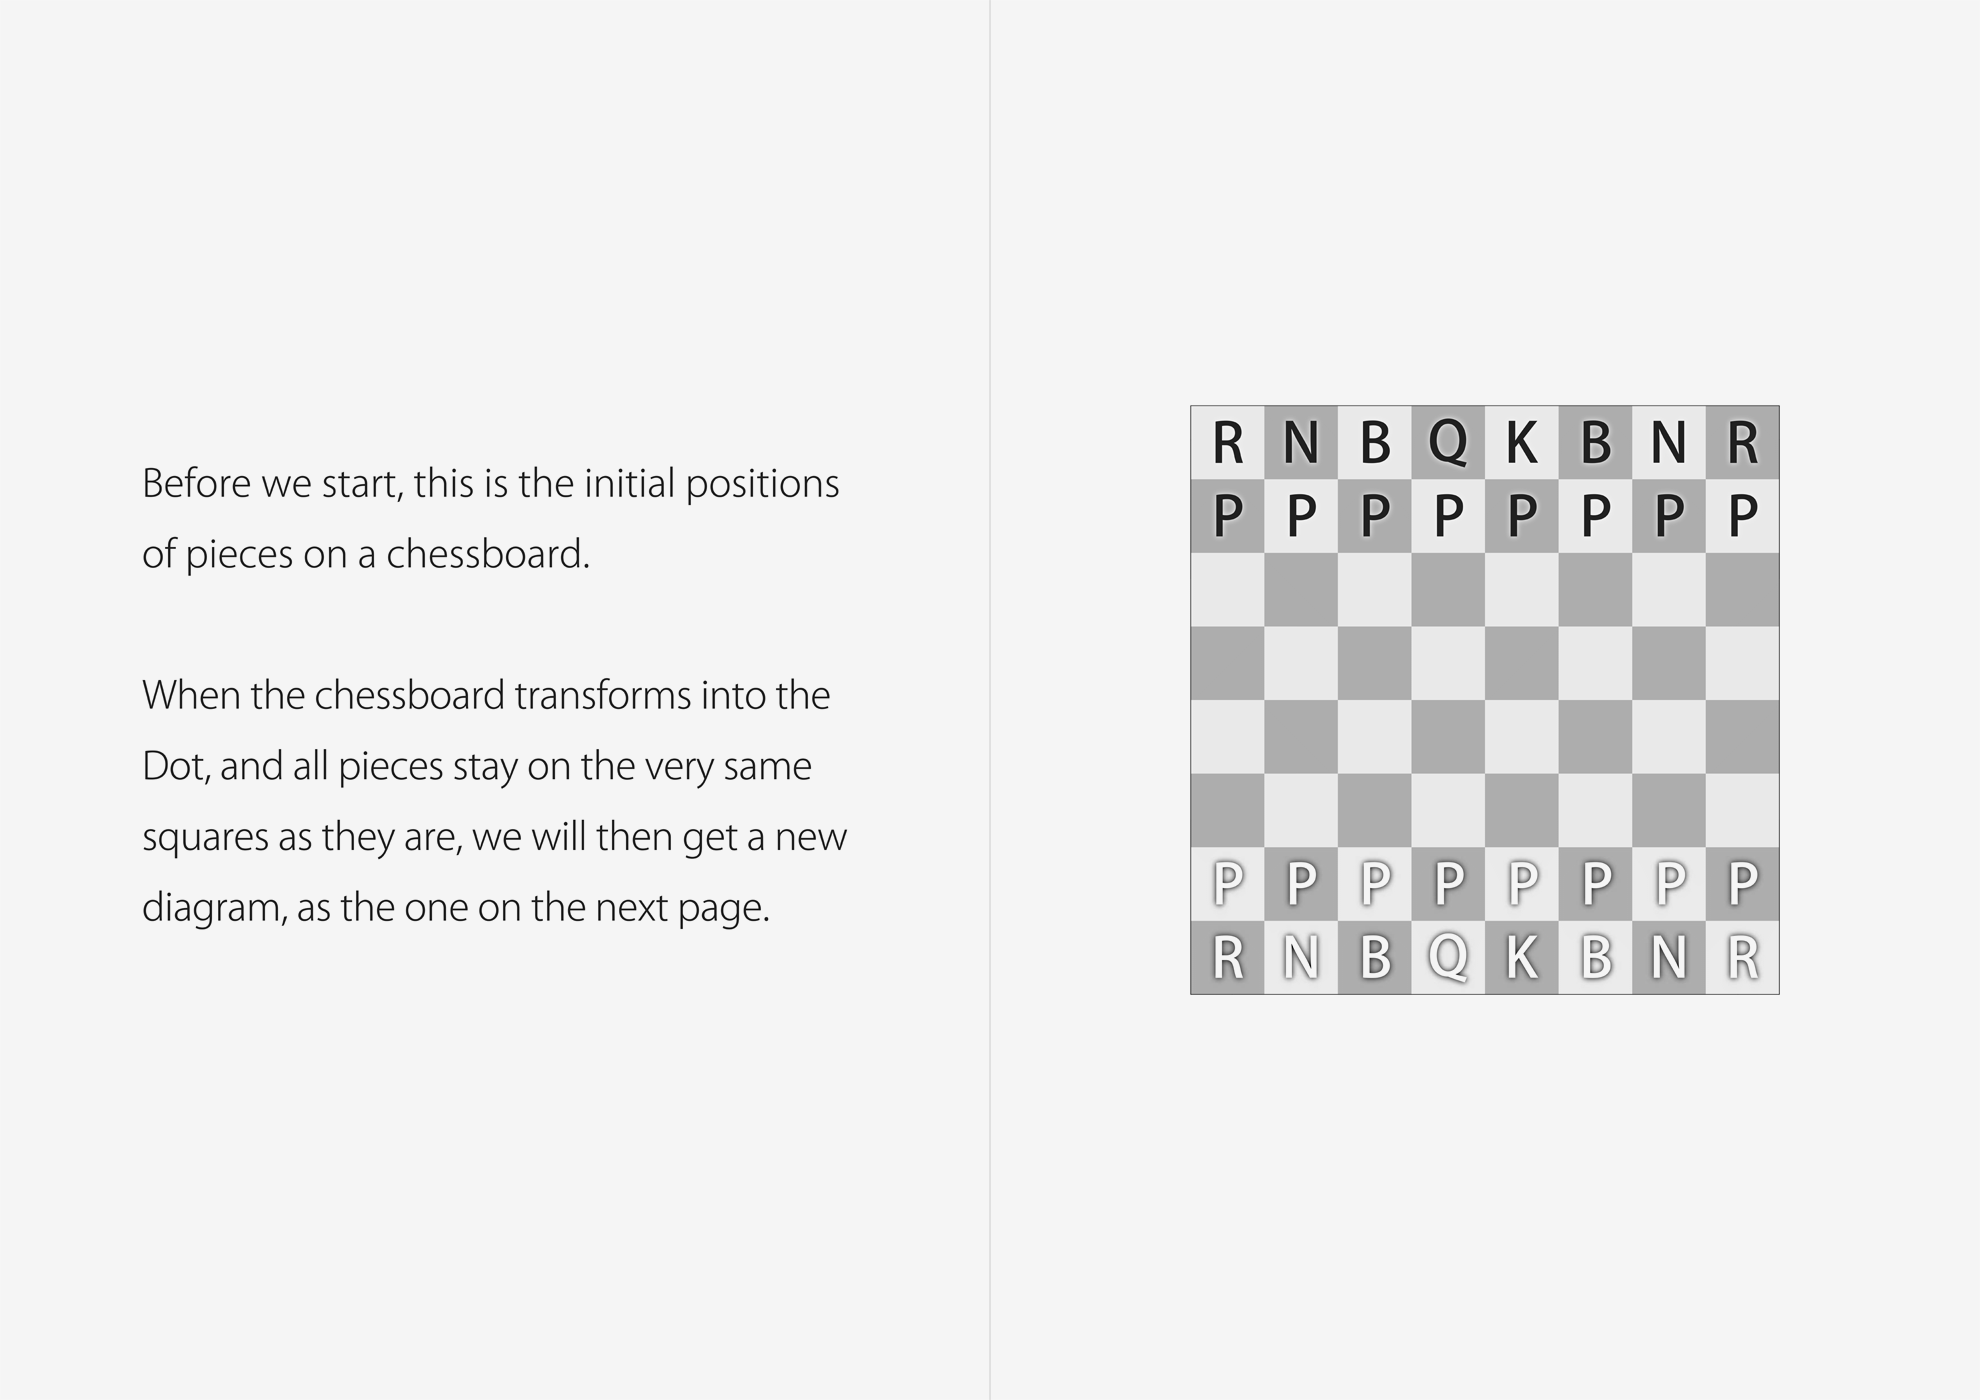 Before we start, this is the initial positions
of pieces on a chessboard.
When the chessboard transforms into the
Dot, and all pieces stay on the very same
squares as they are, we will then get a new
diagram, as the one on the next page.
R N B Q K B N R
P P P P P P P P
P P P P P P P P
R N B Q K B N R